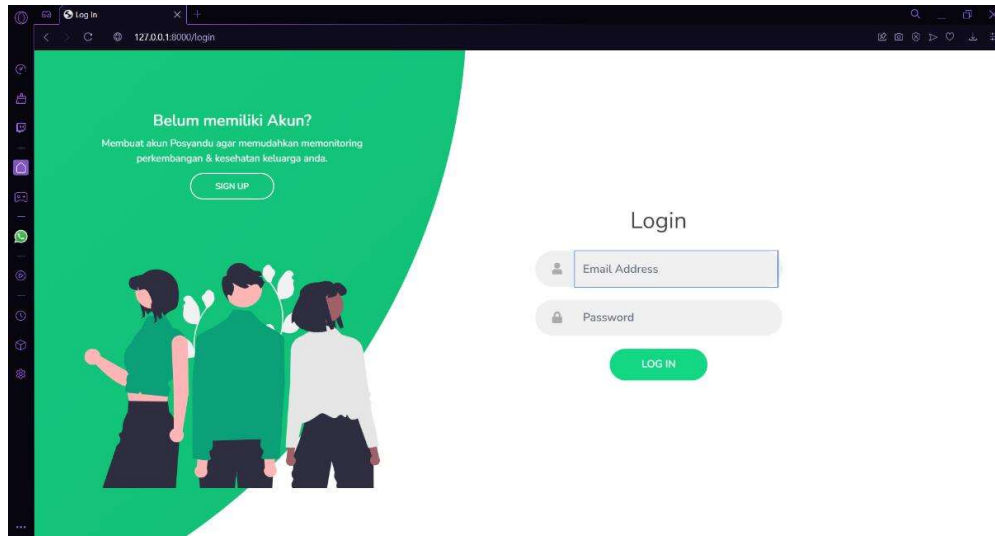 Log In
127.0.0.1:8000/login
Belum memiliki Akun?
Membuat akun Posyandu agar memudahkan memonitoring
perkembangan & kesehatan keluarga anda.
SIGN UP
Login
Email Address
Password
LOG IN